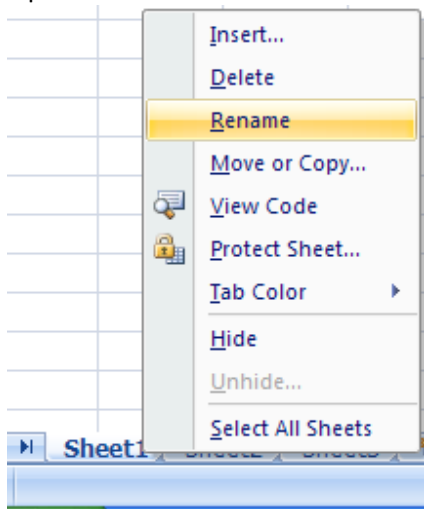 Insert...
Delete
Rename
Move or Copy...
View Code
Protect Sheet...
Tab Color
Hide
Unhide...
Select All Sheets
Sheet1